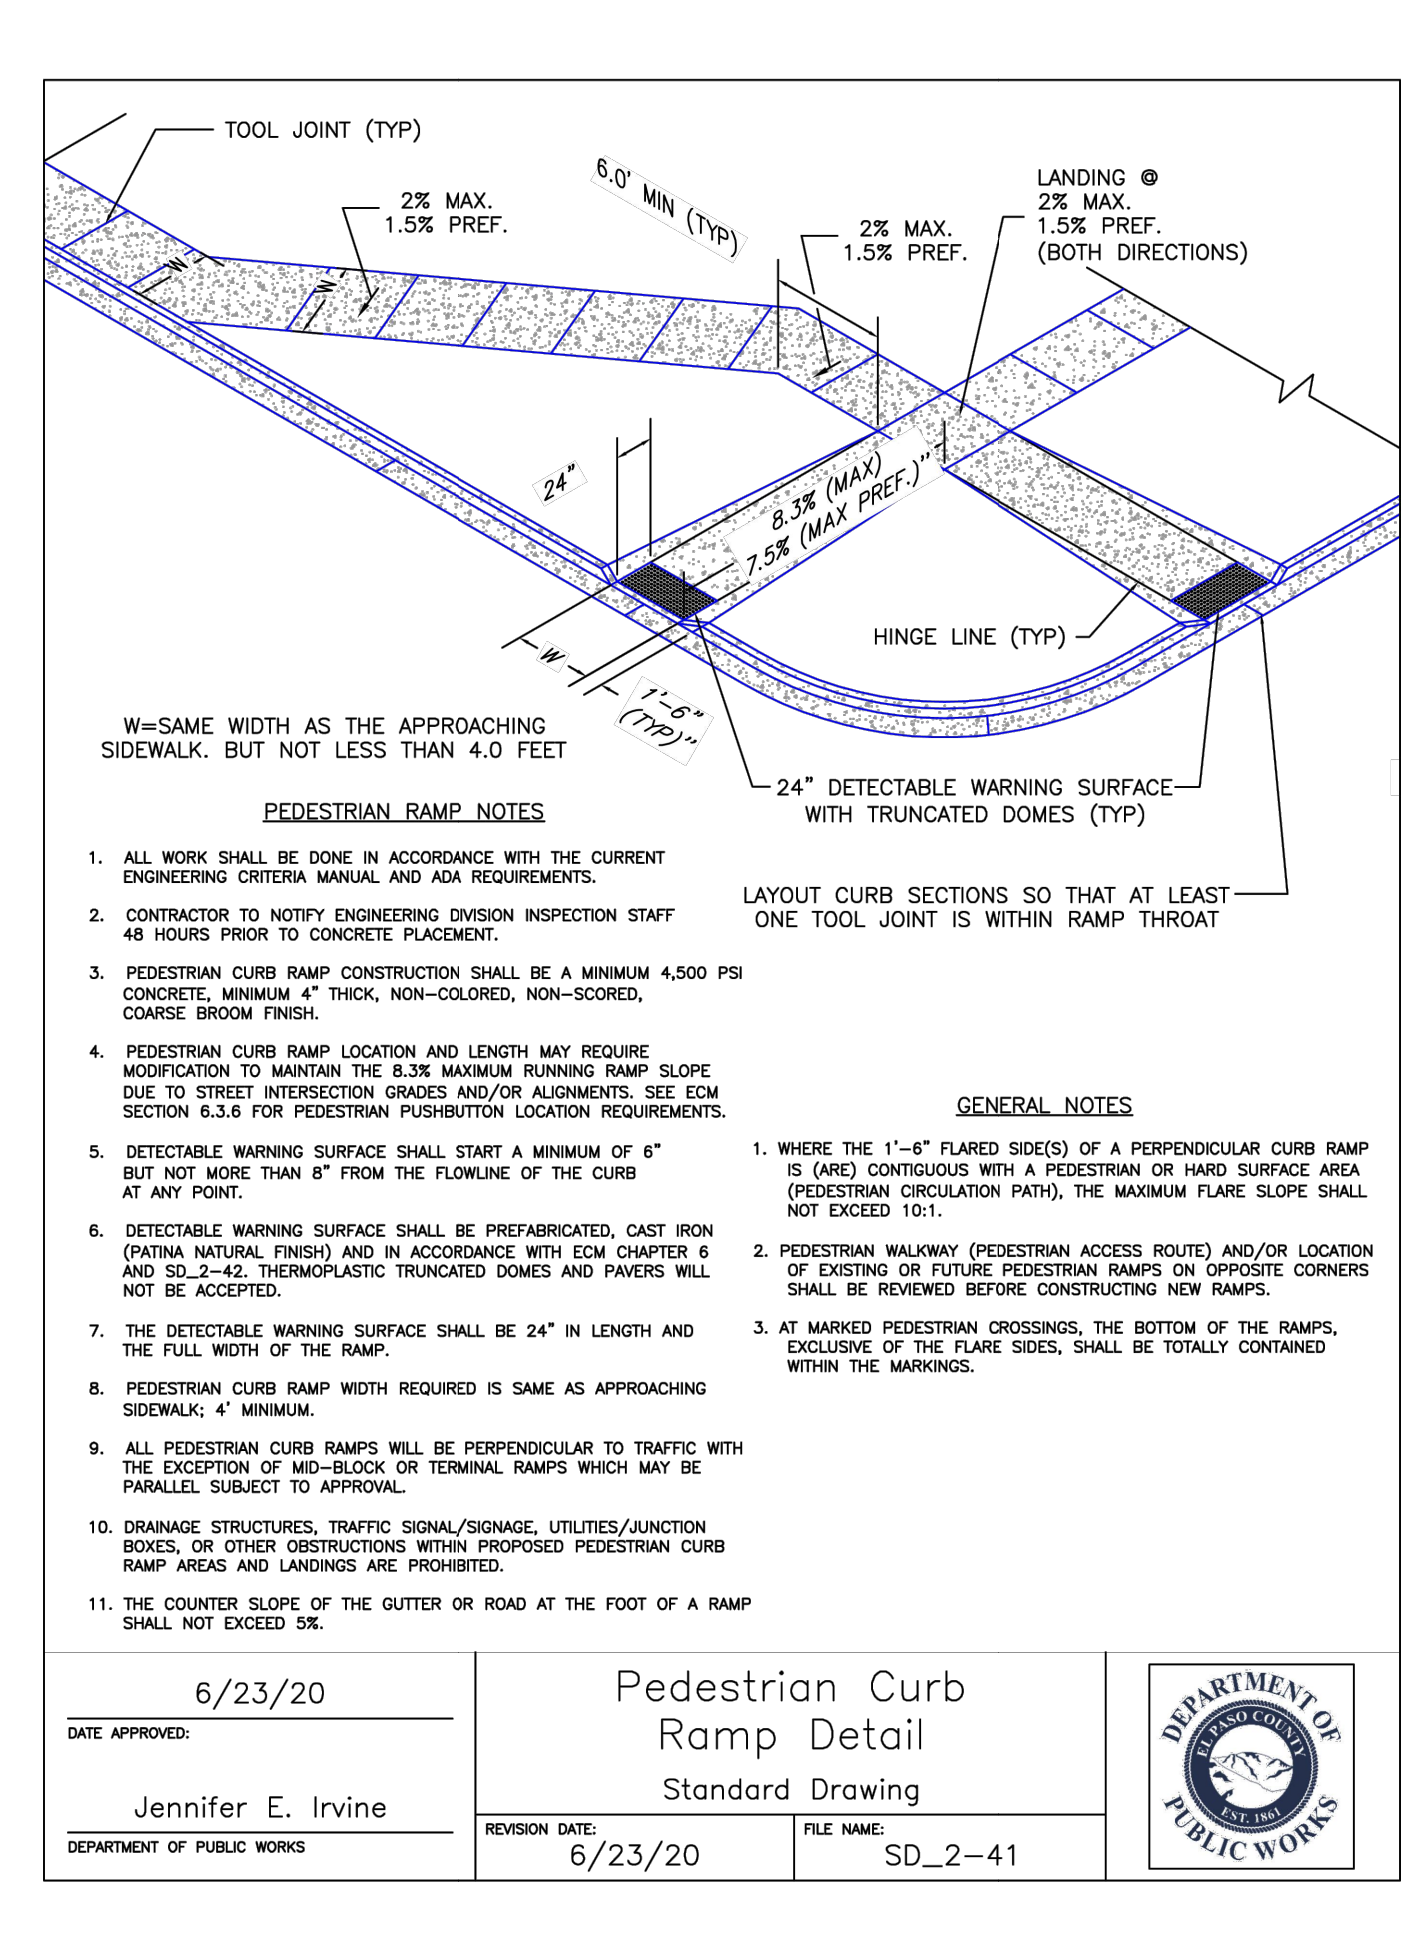 TOOL JOINT (TYP)
2% MAX.
1.5% PREF.
6.0' MIN (TYP)
2% MAX.
1.5% PREF.
LANDING @
2% MAX.
1.5% PREF.
(BOTH DIRECTIONS)
W
W
24"
8.3% (MAX)
7.5% (MAX PREF.)"
HINGE LINE (TYP)
W
1'-6"
(TYP)"
W=SAME WIDTH AS THE APPROACHING
SIDEWALK. BUT NOT LESS THAN 4.0 FEET
24" DETECTABLE WARNING SURFACE
WITH TRUNCATED DOMES (TYP)
LAYOUT CURB SECTIONS SO THAT AT LEAST
ONE TOOL JOINT IS WITHIN RAMP THROAT
PEDESTRIAN RAMP NOTES
1. ALL WORK SHALL BE DONE IN ACCORDANCE WITH THE CURRENT
ENGINEERING CRITERIA MANUAL AND ADA REQUIREMENTS.
2. CONTRACTOR TO NOTIFY ENGINEERING DIVISION INSPECTION STAFF
48 HOURS PRIOR TO CONCRETE PLACEMENT.
3. PEDESTRIAN CURB RAMP CONSTRUCTION SHALL BE A MINIMUM 4,500 PSI
CONCRETE, MINIMUM 4" THICK, NON-COLORED, NON-SCORED,
COARSE BROOM FINISH.
4. PEDESTRIAN CURB RAMP LOCATION AND LENGTH MAY REQUIRE
MODIFICATION TO MAINTAIN THE 8.3% MAXIMUM RUNNING RAMP SLOPE
DUE TO STREET INTERSECTION GRADES AND/OR ALIGNMENTS. SEE ECM
SECTION 6.3.6 FOR PEDESTRIAN PUSHBUTTON LOCATION REQUIREMENTS.
5. DETECTABLE WARNING SURFACE SHALL START A MINIMUM OF 6"
BUT NOT MORE THAN 8" FROM THE FLOWLINE OF THE CURB
AT ANY POINT.
6. DETECTABLE WARNING SURFACE SHALL BE PREFABRICATED, CAST IRON
(PATINA NATURAL FINISH) AND IN ACCORDANCE WITH ECM CHAPTER 6
AND SD_2-42. THERMOPLASTIC TRUNCATED DOMES AND PAVERS WILL
NOT BE ACCEPTED.
7. THE DETECTABLE WARNING SURFACE SHALL BE 24" IN LENGTH AND
THE FULL WIDTH OF THE RAMP.
8. PEDESTRIAN CURB RAMP WIDTH REQUIRED IS SAME AS APPROACHING
SIDEWALK; 4' MINIMUM.
9. ALL PEDESTRIAN CURB RAMPS WILL BE PERPENDICULAR TO TRAFFIC WITH
THE EXCEPTION OF MID-BLOCK OR TERMINAL RAMPS WHICH MAY BE
PARALLEL SUBJECT TO APPROVAL.
10. DRAINAGE STRUCTURES, TRAFFIC SIGNAL/SIGNAGE, UTILITIES/JUNCTION
BOXES, OR OTHER OBSTRUCTIONS WITHIN PROPOSED PEDESTRIAN CURB
RAMP AREAS AND LANDINGS ARE PROHIBITED.
11. THE COUNTER SLOPE OF THE GUTTER OR ROAD AT THE FOOT OF A RAMP
SHALL NOT EXCEED 5%.
GENERAL NOTES
1. WHERE THE 1'-6" FLARED SIDE(S) OF A PERPENDICULAR CURB RAMP
IS (ARE) CONTIGUOUS WITH A PEDESTRIAN OR HARD SURFACE AREA
(PEDESTRIAN CIRCULATION PATH), THE MAXIMUM FLARE SLOPE SHALL
NOT EXCEED 10:1.
2. PEDESTRIAN WALKWAY (PEDESTRIAN ACCESS ROUTE) AND/OR LOCATION
OF EXISTING OR FUTURE PEDESTRIAN RAMPS ON OPPOSITE CORNERS
SHALL BE REVIEWED BEFORE CONSTRUCTING NEW RAMPS.
3. AT MARKED PEDESTRIAN CROSSINGS, THE BOTTOM OF THE RAMPS,
EXCLUSIVE OF THE FLARE SIDES, SHALL BE TOTALLY CONTAINED
WITHIN THE MARKINGS.
6/23/20
DATE APPROVED:
Jennifer E. Irvine
DEPARTMENT OF PUBLIC WORKS
Pedestrian Curb
Ramp Detail
Standard Drawing
REVISION DATE:
6/23/20
FILE NAME:
SD_2-41
DEPARTMENT OF
EL PASO COUNTY
EST. 1861
PUBLIC WORKS